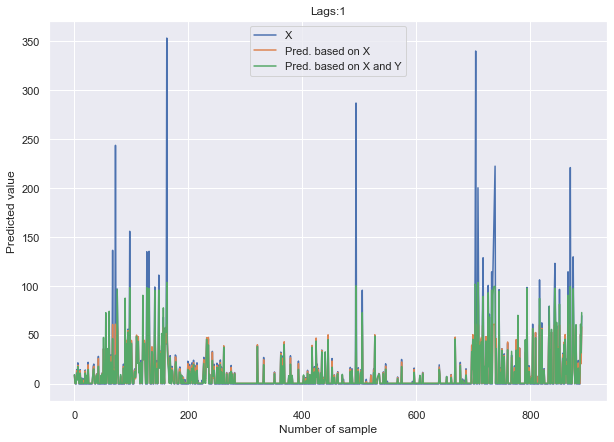 Lags:1
X
Pred. based on X
Pred. based on X and Y
350
300
250
200
150
100
50
0
Predicted value
0 200 400 600 800
Number of sample